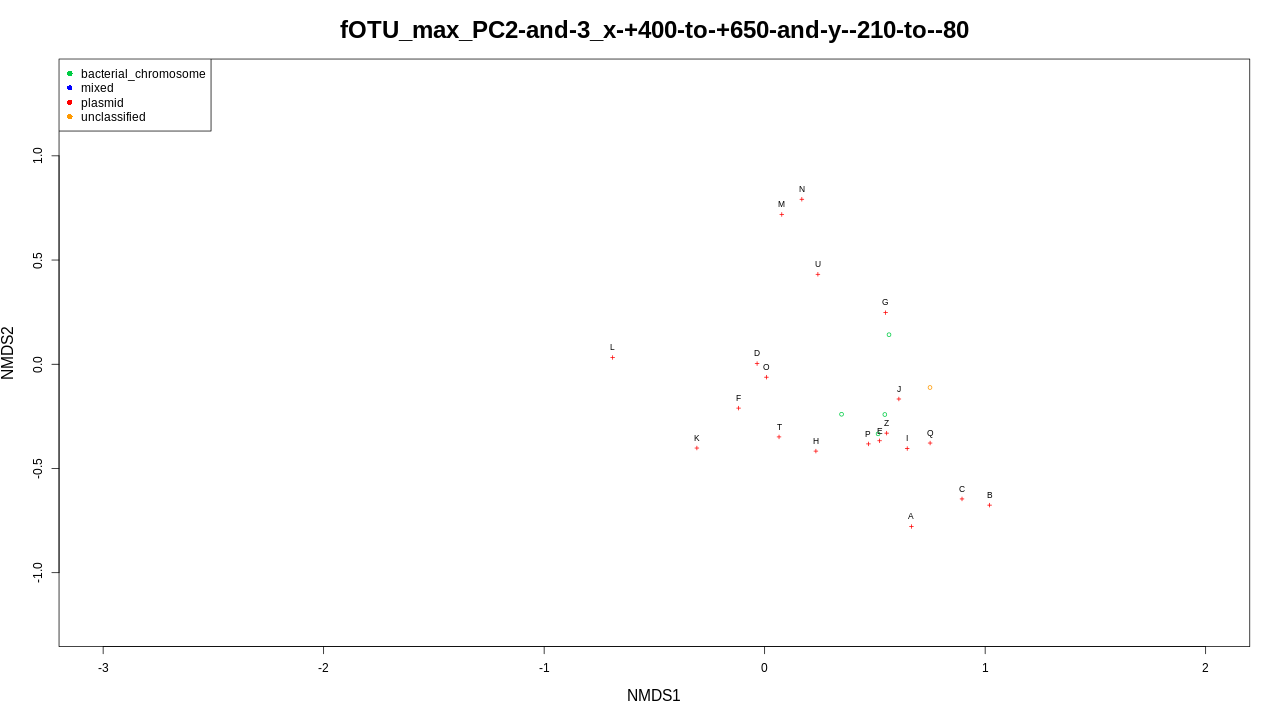 fOTU_max_PC2-and-3_x-+400-to-+650-and-y--210-to--80
bacterial_chromosome
mixed
plasmid
unclassified
N
M
U
G
L
D
O
J
F
Z
T
E
P
Q
K
I
H
C
B
A
1.0
0.5
0.0
-0.5
-1.0
NMDS2
-3
-2
-1
0
1
2
NMDS1